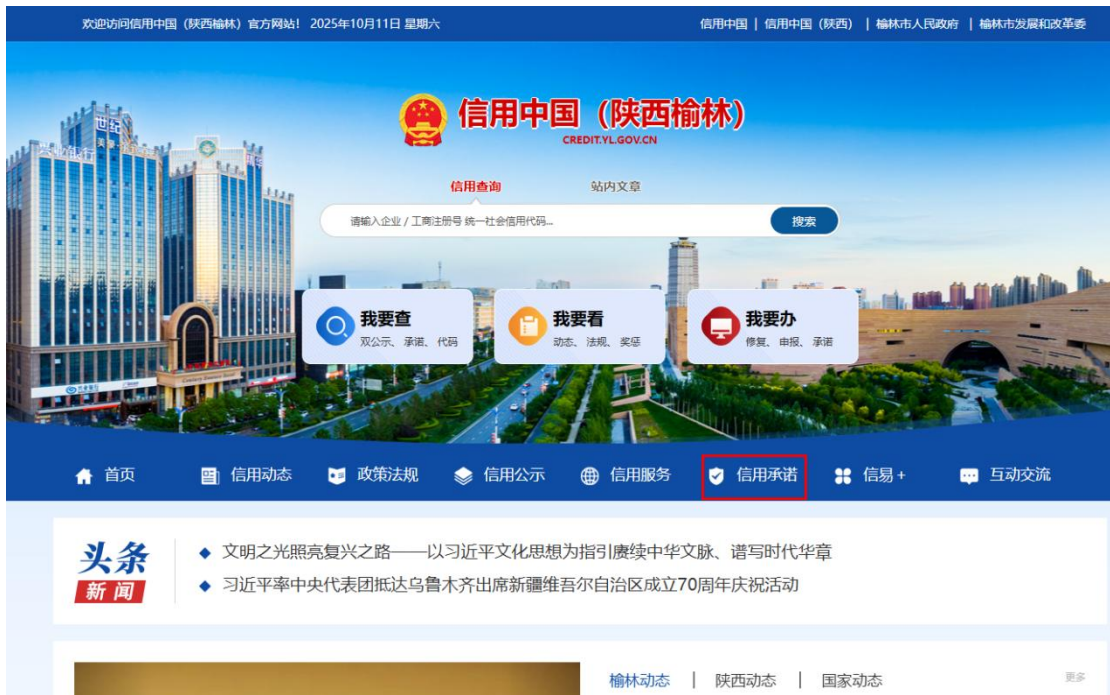 欢迎访问信用中国（陕西榆林）官方网站！ 2025年10月11日 星期六
信用中国 | 信用中国（陕西） | 榆林市人民政府 | 榆林市发展和改革委
信用中国（陕西榆林）
CREDIT.YL.GOV.CN
世纪
兴业银行
信用查询 站内文章
请输入企业 / 工商注册号 统一社会信用代码...
搜索
我要查 我要看 我要办
双公示、 承诺、 代码 动态、 法规、 奖惩 修复、 申报、 承诺
首页 信用动态 政策法规 信用公示 信用服务 信用承诺 信易 + 互动交流
头条
新闻
文明之光照亮复兴之路——以习近平文化思想为指引赓续中华文脉、谱写时代华章
习近平率中央代表团抵达乌鲁木齐出席新疆维吾尔自治区成立70周年庆祝活动
榆林动态 | 陕西动态 | 国家动态
更多